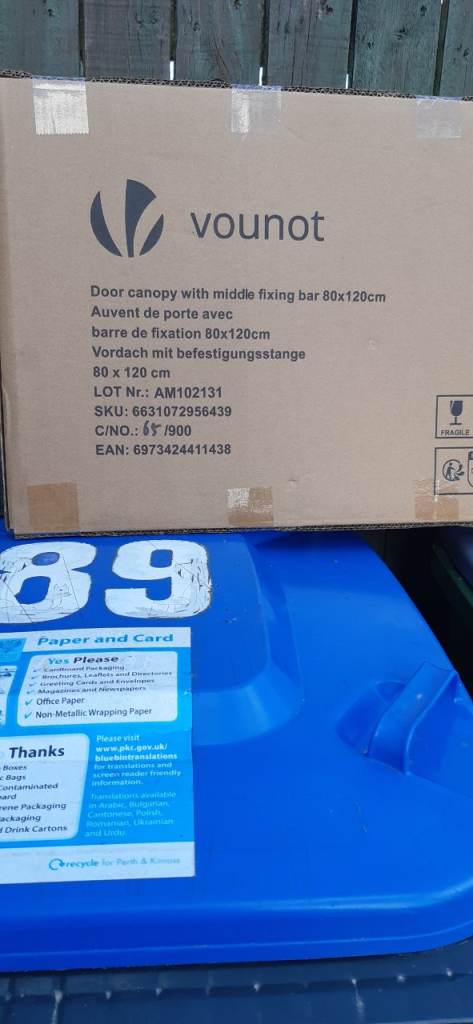 vounot
Door canopy with middle fixing bar 80x120cm
Auvent de porte avec
barre de fixation 80x120cm
Vordach mit befestigungsstange
80 x 120 cm
LOT Nr.: AM102131
SKU: 6631072956439
C/NO.: 65 /900
EAN: 6973424411438
FRAGILE
89
Paper and Card
Yes Please
✓ Cardboard Packaging
✓ Brochures, Leaflets and Directories
✓ Greeting Cards and Envelopes
✓ Magazines and Newspapers
✓ Office Paper
✓ Non-Metallic Wrapping Paper
Thanks
Boxes
Bags
Packaging
Drink Cartons
Please visit
www.pkc.gov.uk/
bluebintranslations
for translations and
screen reader friendly
information.
Translations available
in Arabic, Bulgarian,
Cantonese, Polish,
Romanian, Ukrainian
and Urdu.
recycle for Perth & Kinross